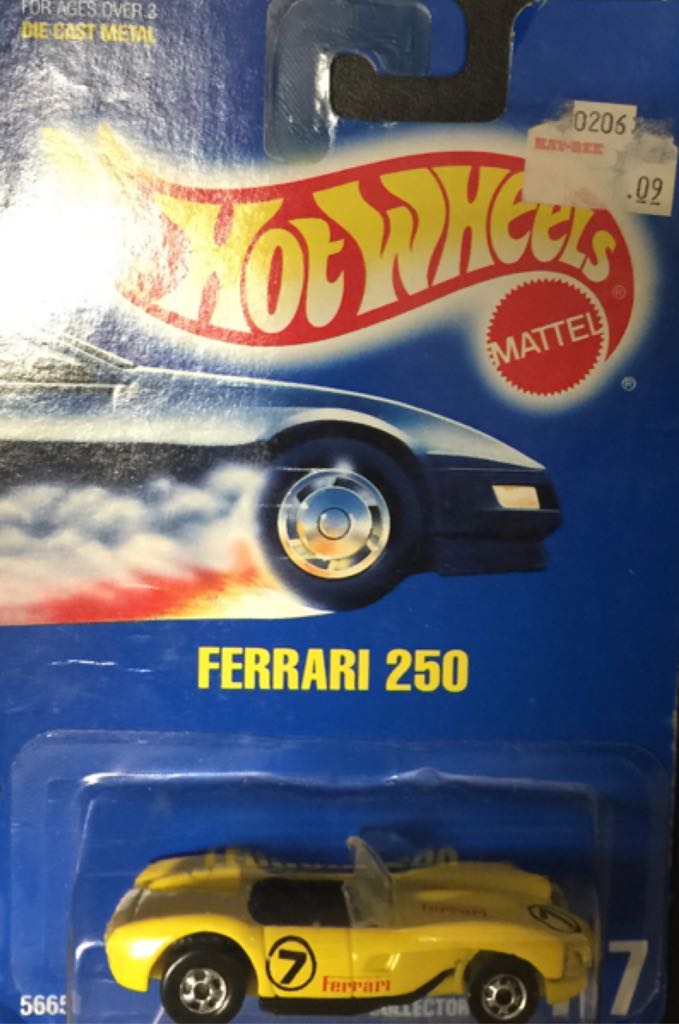 FOR AGES OVER 3
DIE CAST METAL
0206
KAY-BEE
.09
HOT WHEELS
®
MATTEL
®
FERRARI 250
7
Ferrari
Ferrari
7
5665
COLLECTOR
7